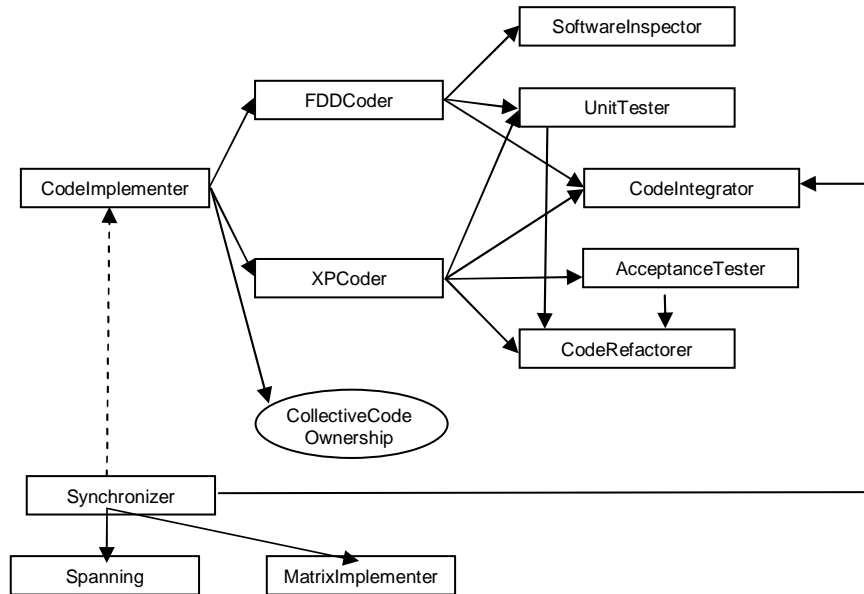 SoftwareInspector
FDDCoder
UnitTester
CodeImplementer
CodeIntegrator
XPCoder
AcceptanceTester
CodeRefactorer
CollectiveCode
Ownership
Synchronizer
Spanning
MatrixImplementer